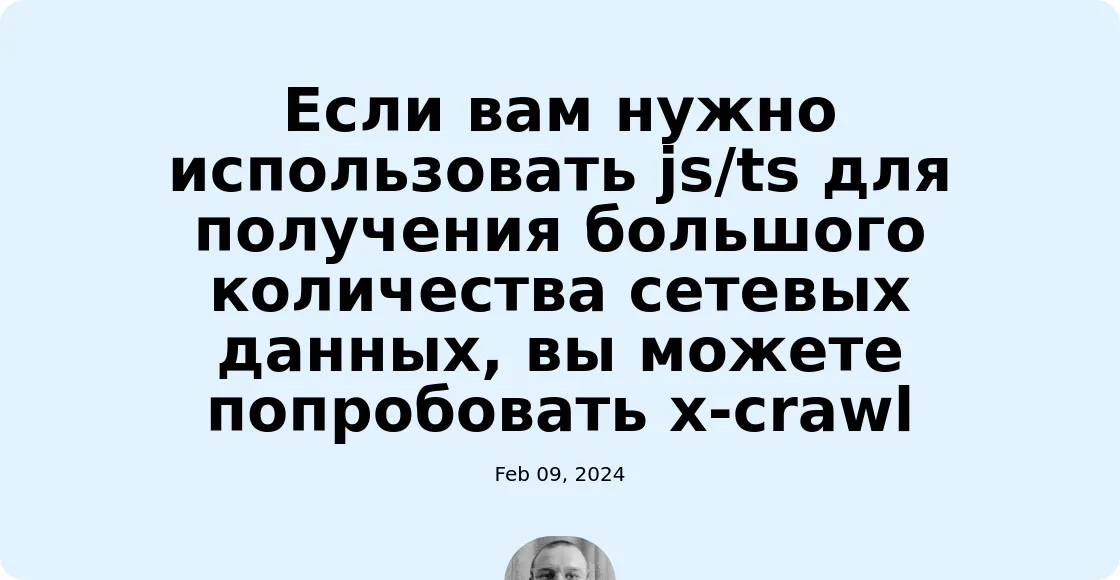 Если вам нужно
использовать js/ts для
получения большого
количества сетевых
данных, вы можете
попробовать x-crawl
Feb 09, 2024